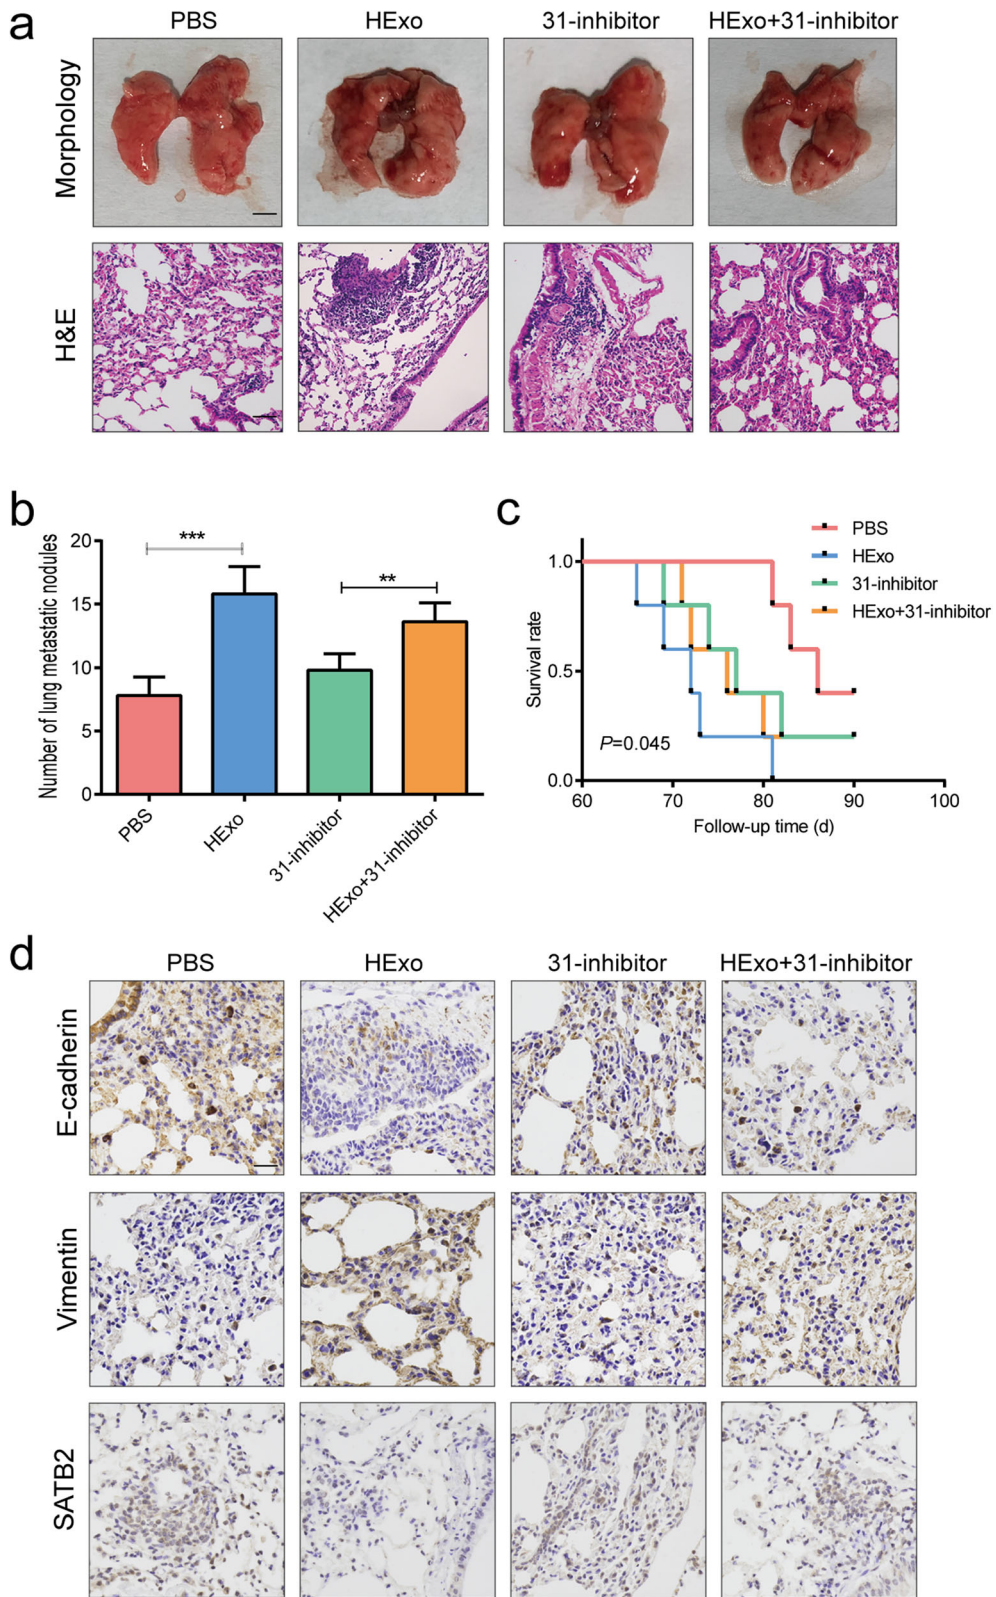 a
PBS
HExo
31-inhibitor
HExo+31-inhibitor
Morphology
H&E
b
Number of lung metastatic nodules
20
15
10
5
0
***
**
PBS
HExo
31-inhibitor
HExo+31-inhibitor
c
PBS
HExo
31-inhibitor
HExo+31-inhibitor
Survival rate
1.0
0.5
0.0
P=0.045
60
70
80
90
100
Follow-up time (d)
d
PBS
HExo
31-inhibitor
HExo+31-inhibitor
E-cadherin
Vimentin
SATB2